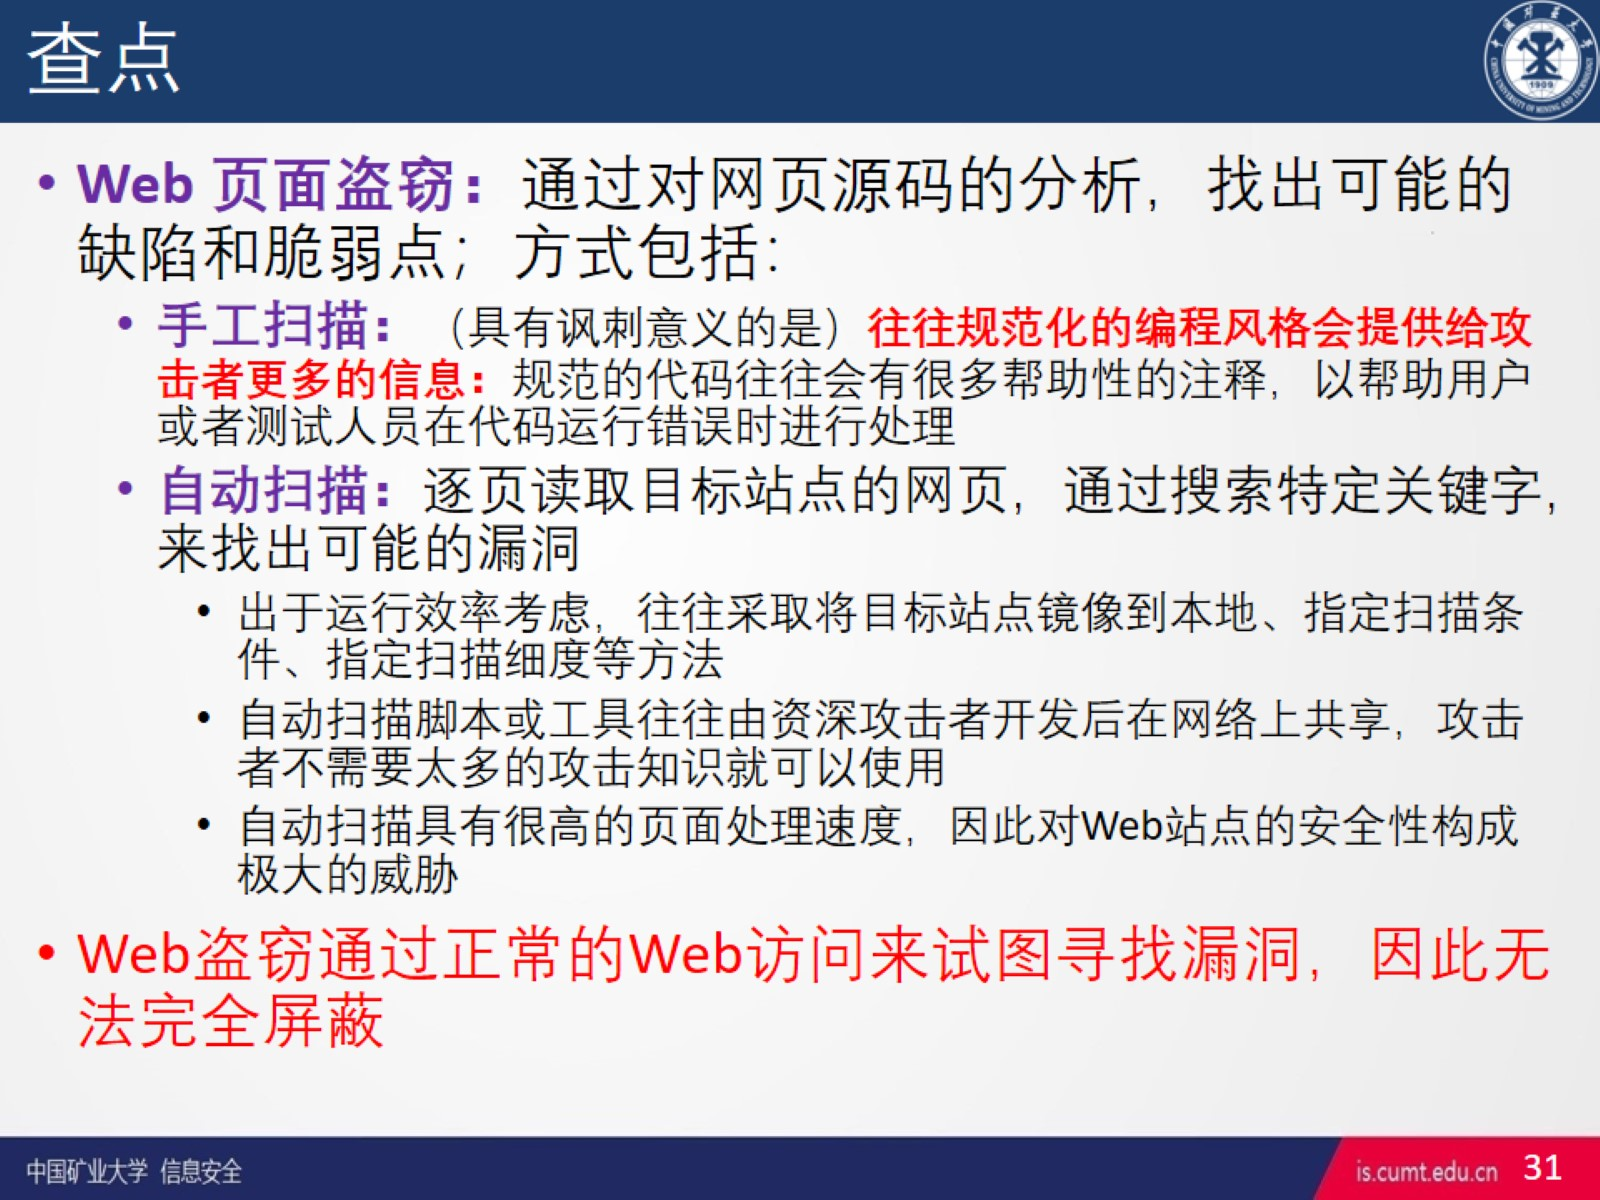 查点
• Web 页面盗窃：通过对网页源码的分析，找出可能的
缺陷和脆弱点；方式包括：
• 手工扫描：（具有讽刺意义的是）往往规范化的编程风格会提供给攻
击者更多的信息：规范的代码往往会有很多帮助性的注释，以帮助用户
或者测试人员在代码运行错误时进行处理
• 自动扫描：逐页读取目标站点的网页，通过搜索特定关键字，
来找出可能的漏洞
• 出于运行效率考虑，往往采取将目标站点镜像到本地、指定扫描条
件、指定扫描细度等方法
• 自动扫描脚本或工具往往由资深攻击者开发后在网络上共享，攻击
者不需要太多的攻击知识就可以使用
• 自动扫描具有很高的页面处理速度，因此对Web站点的安全性构成
极大的威胁
• Web盗窃通过正常的Web访问来试图寻找漏洞，因此无
法完全屏蔽
中国矿业大学 信息安全
is.cumt.edu.cn 31
中国矿业大学
CHINA UNIVERSITY OF MINING AND TECHNOLOGY
1909